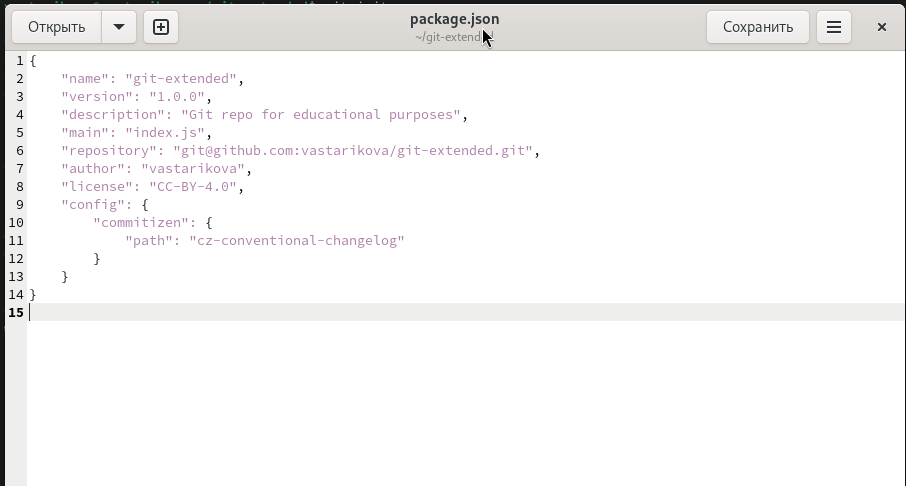 Открыть
package.json
~/git-extended
Сохранить
1 {
2 "name": "git-extended",
3 "version": "1.0.0",
4 "description": "Git repo for educational purposes",
5 "main": "index.js",
6 "repository": "git@github.com:vastarikova/git-extended.git",
7 "author": "vastarikova",
8 "license": "CC-BY-4.0",
9 "config": {
10 "commitizen": {
11 "path": "cz-conventional-changelog"
12 }
13 }
14 }
15